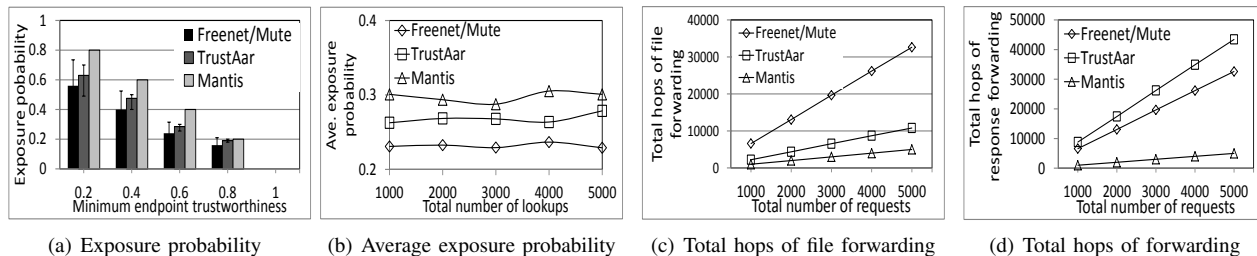 Exposure pobability
1
0.8
0.6
0.4
0.2
0
Freenet/Mute
TrustAar
Mantis
0.2 0.4 0.6 0.8 1
Minimum endpoint trustworthiness
(a) Exposure probability
Ave. exposure
probability
0.4
0.3
0.2
Freenet/Mute
TrustAar
Mantis
1000 2000 3000 4000 5000
Total number of lookups
(b) Average exposure probability
Total hops of file
forwarding
40000
30000
20000
10000
0
Freenet/Mute
TrustAar
Mantis
1000 2000 3000 4000 5000
Total number of requests
(c) Total hops of file forwarding
Total hops of
response forwarding
50000
40000
30000
20000
10000
0
Freenet/Mute
TrustAar
Mantis
1000 2000 3000 4000 5000
Total number of requests
(d) Total hops of forwarding